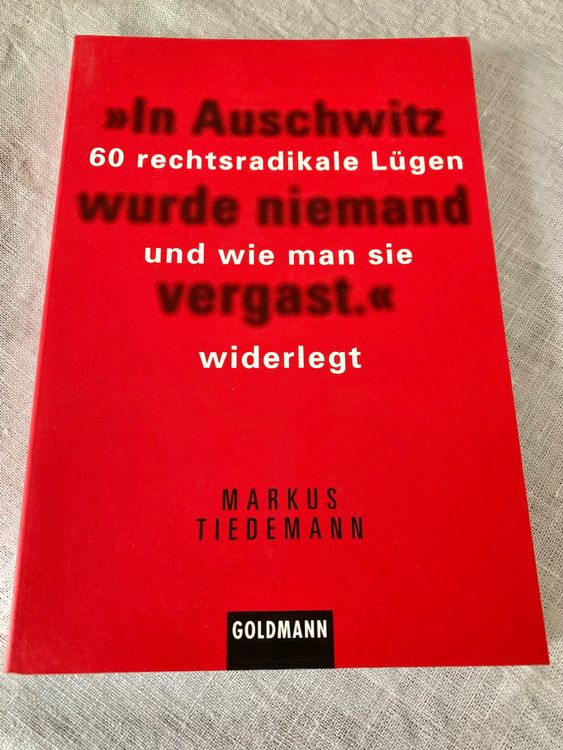 »In Auschwitz
60 rechtsradikale Lügen
wurde niemand
und wie man sie
vergast.«
widerlegt
MARKUS
TIEDEMANN
GOLDMANN